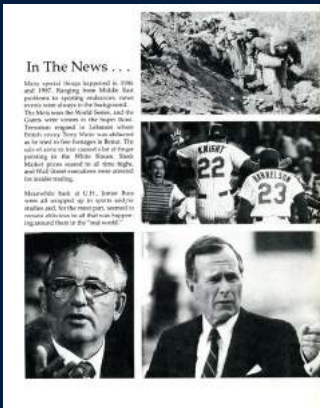 In The News . . .
Many special things happened in 1986
and 1987. Ranging from Middle East
problems to sporting endeavors, news
events were always in the background.
The Mets won the World Series, and the
Giants were victors in the Super Bowl.
Terrorism reigned in Lebanon where
British envoy Terry Waite was abducted
as he tried to free hostages in Beirut. The
sale of arms to Iran caused a lot of finger
pointing in the White House. Stock
Market prices soared to all time highs,
and Wall Street executives were arrested
for insider trading.
Meanwhile back at U.H., Junior Boys
were all wrapped up in sports and/or
studies and, for the most part, seemed to
remain oblivious to all that was happen-
ing around them in the "real world."
KNIGHT
22
HARRELSON
23